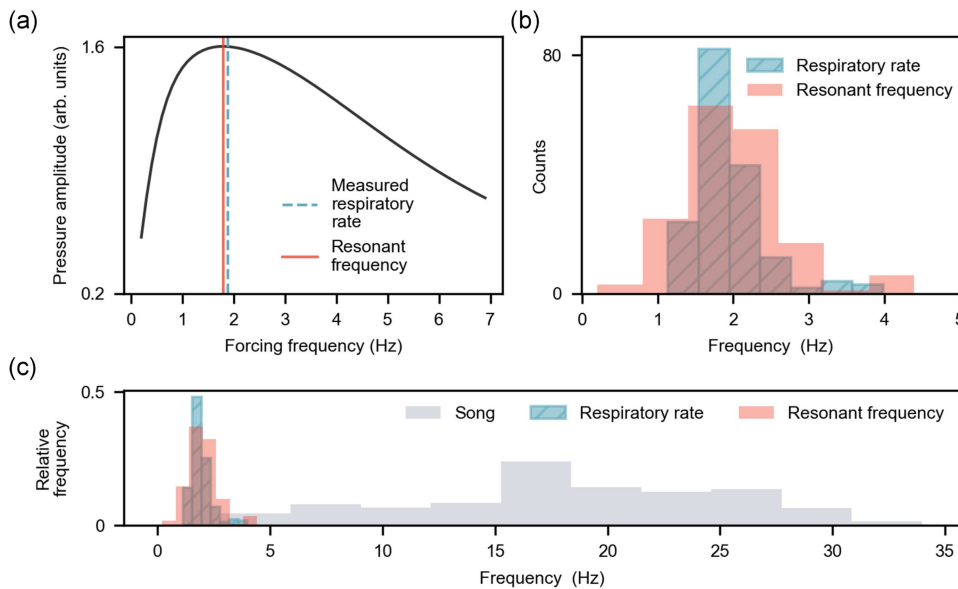 (a)
Pressure amplitude (arb. units)
1.6
0.2
Measured
respiratory
rate
Resonant
frequency
0 1 2 3 4 5 6 7
Forcing frequency (Hz)
(b)
Counts
80
0
Respiratory rate
Resonant frequency
1 2 3 4 5
Frequency (Hz)
(c)
Relative
frequency
0.5
0
Song Respiratory rate Resonant frequency
0 5 10 15 20 25 30 35
Frequency (Hz)